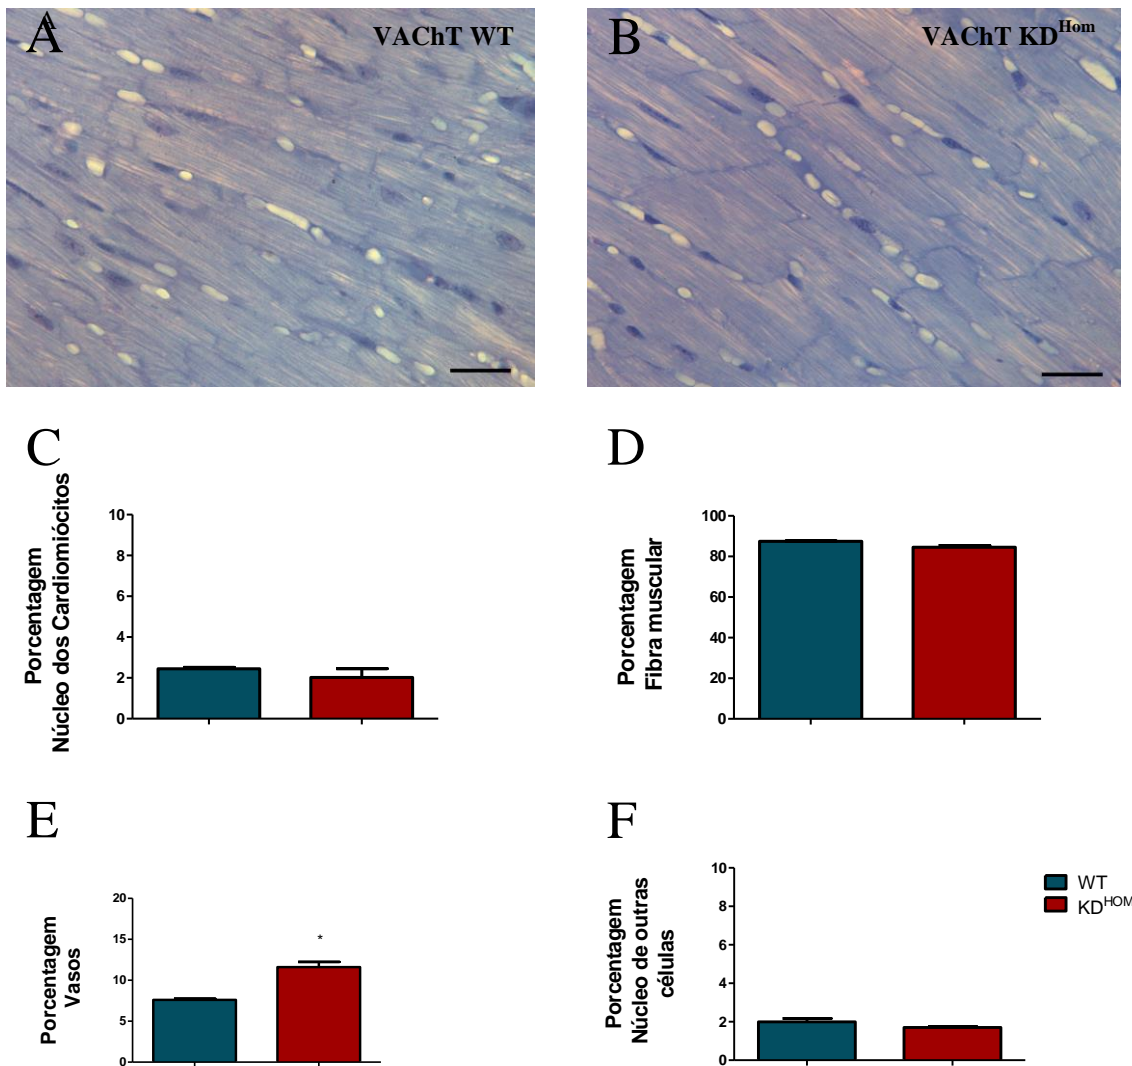 A
A
VAChT WT
B
VAChT KD^Hom
C
Porcentagem
Núcleo dos Cardiomiócitos
10
8
6
4
2
0
D
Porcentagem
Fibra muscular
100
80
60
40
20
0
E
Porcentagem
Vasos
20
15
10
5
0
*
F
Porcentagem
Núcleo de outras
células
10
8
6
4
2
0
WT
KD^HOM